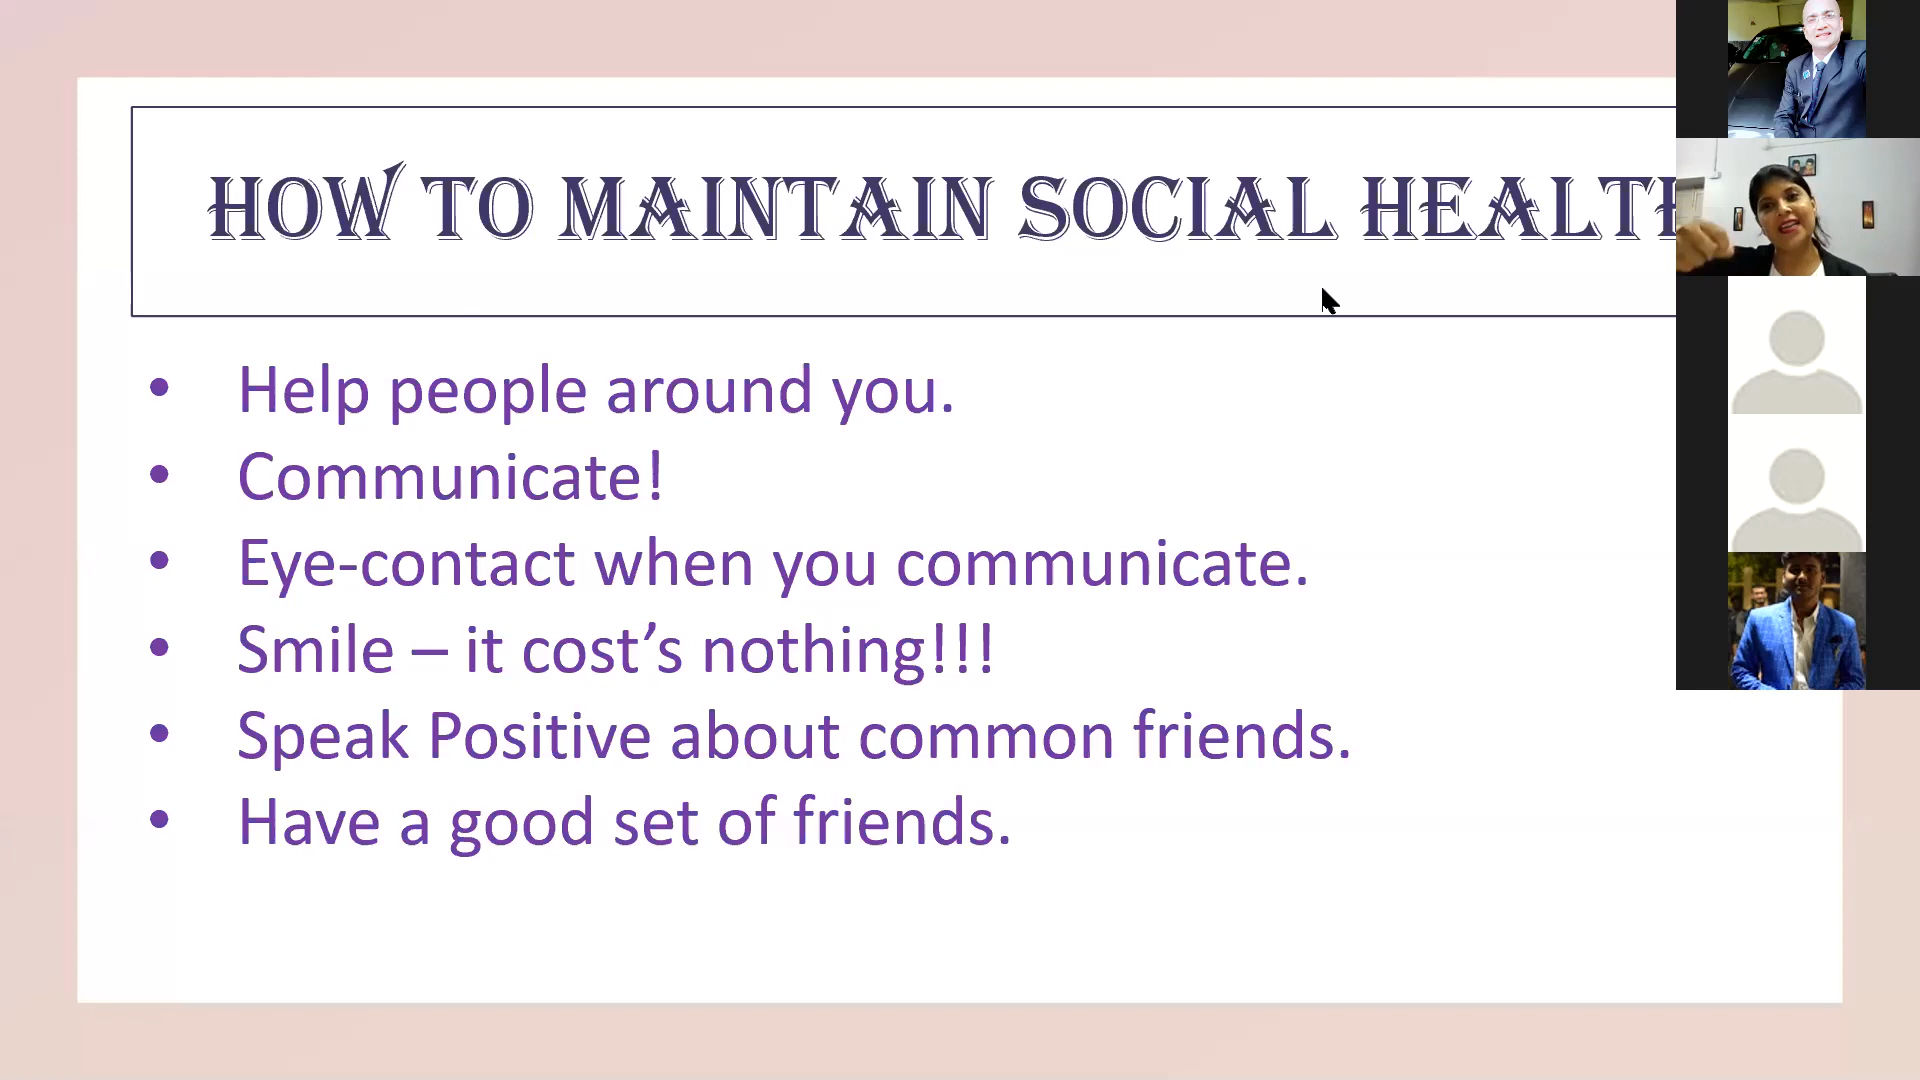 HOW TO MAINTAIN SOCIAL HEALTH
• Help people around you.
• Communicate!
• Eye-contact when you communicate.
• Smile – it cost’s nothing!!!
• Speak Positive about common friends.
• Have a good set of friends.